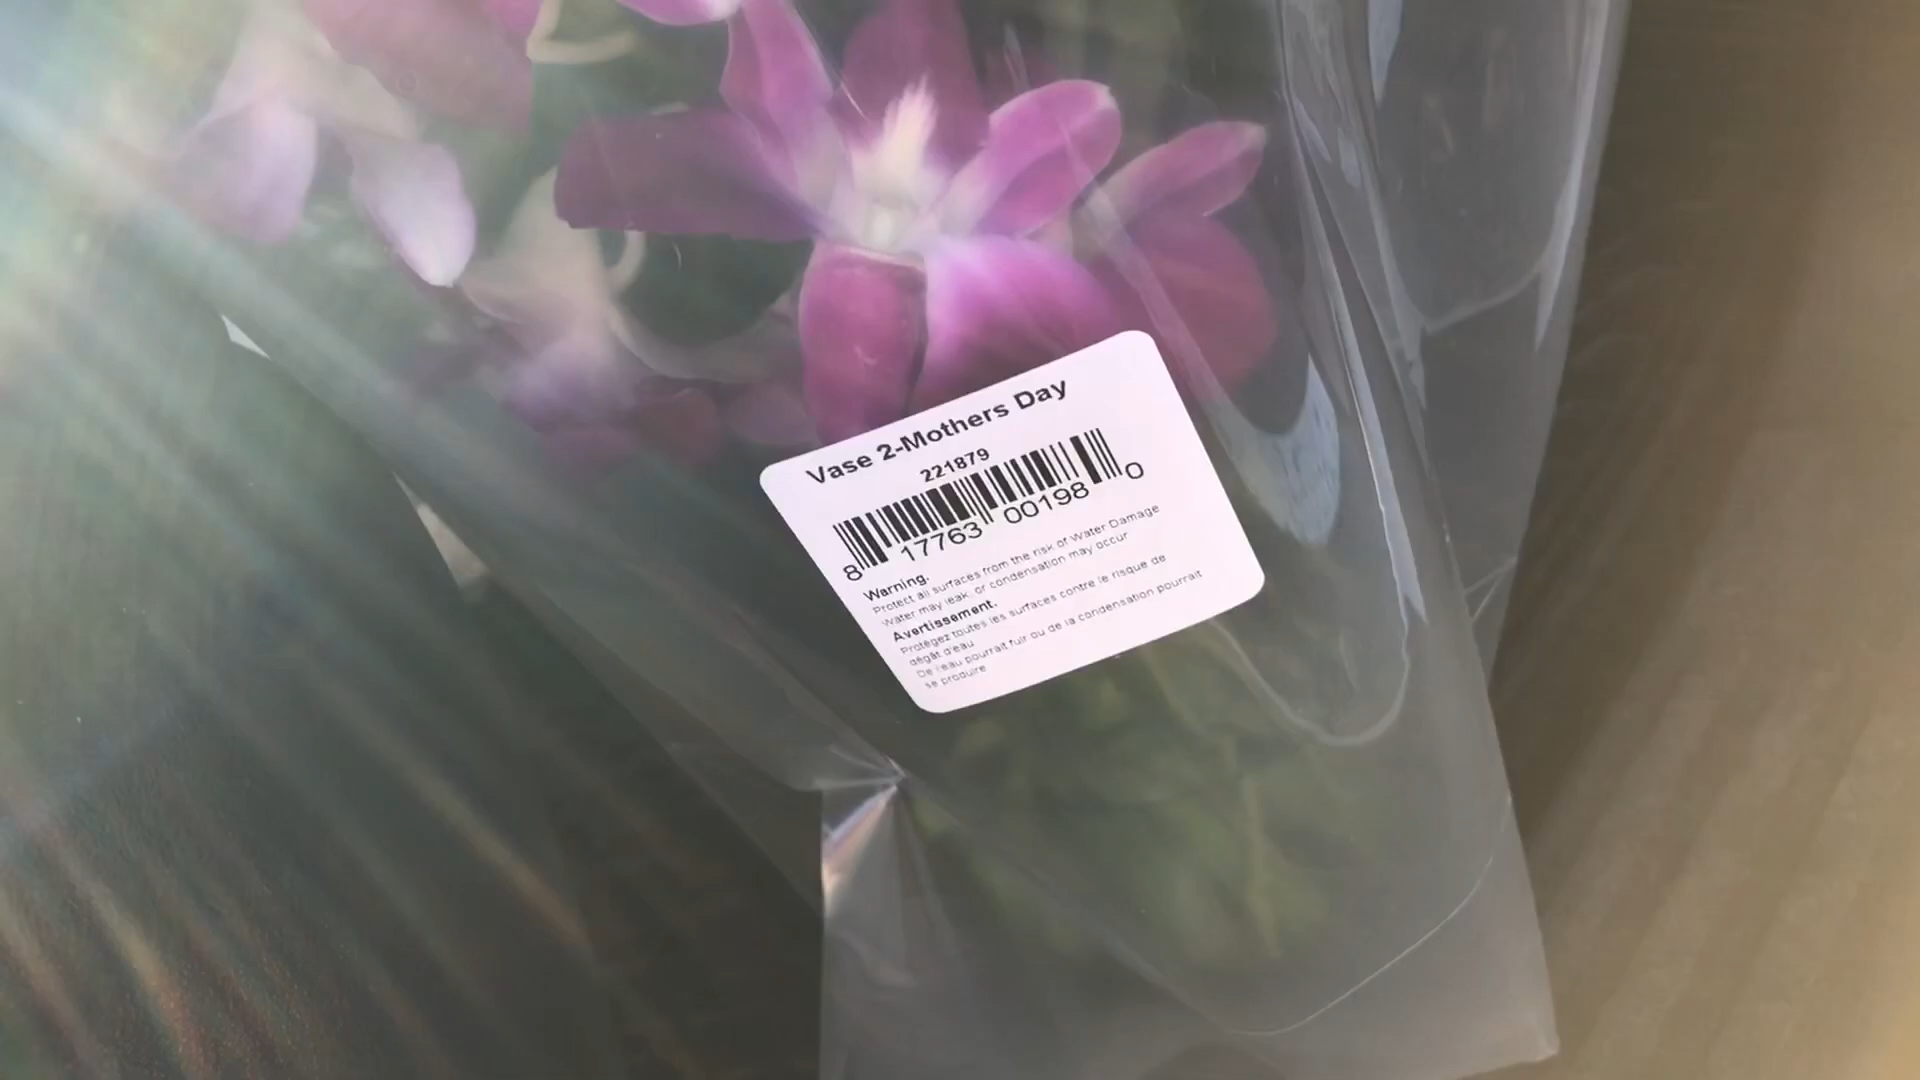 Vase 2-Mothers Day
221879
8 17763 00198 0
Warning.
Protect all surfaces from the risk of Water Damage
Water may leak, or condensation may occur
Avertissement.
Protégez toutes les surfaces contre le risque de
dégât d'eau
De l'eau pourrait fuir ou de la condensation pourrait
se produire